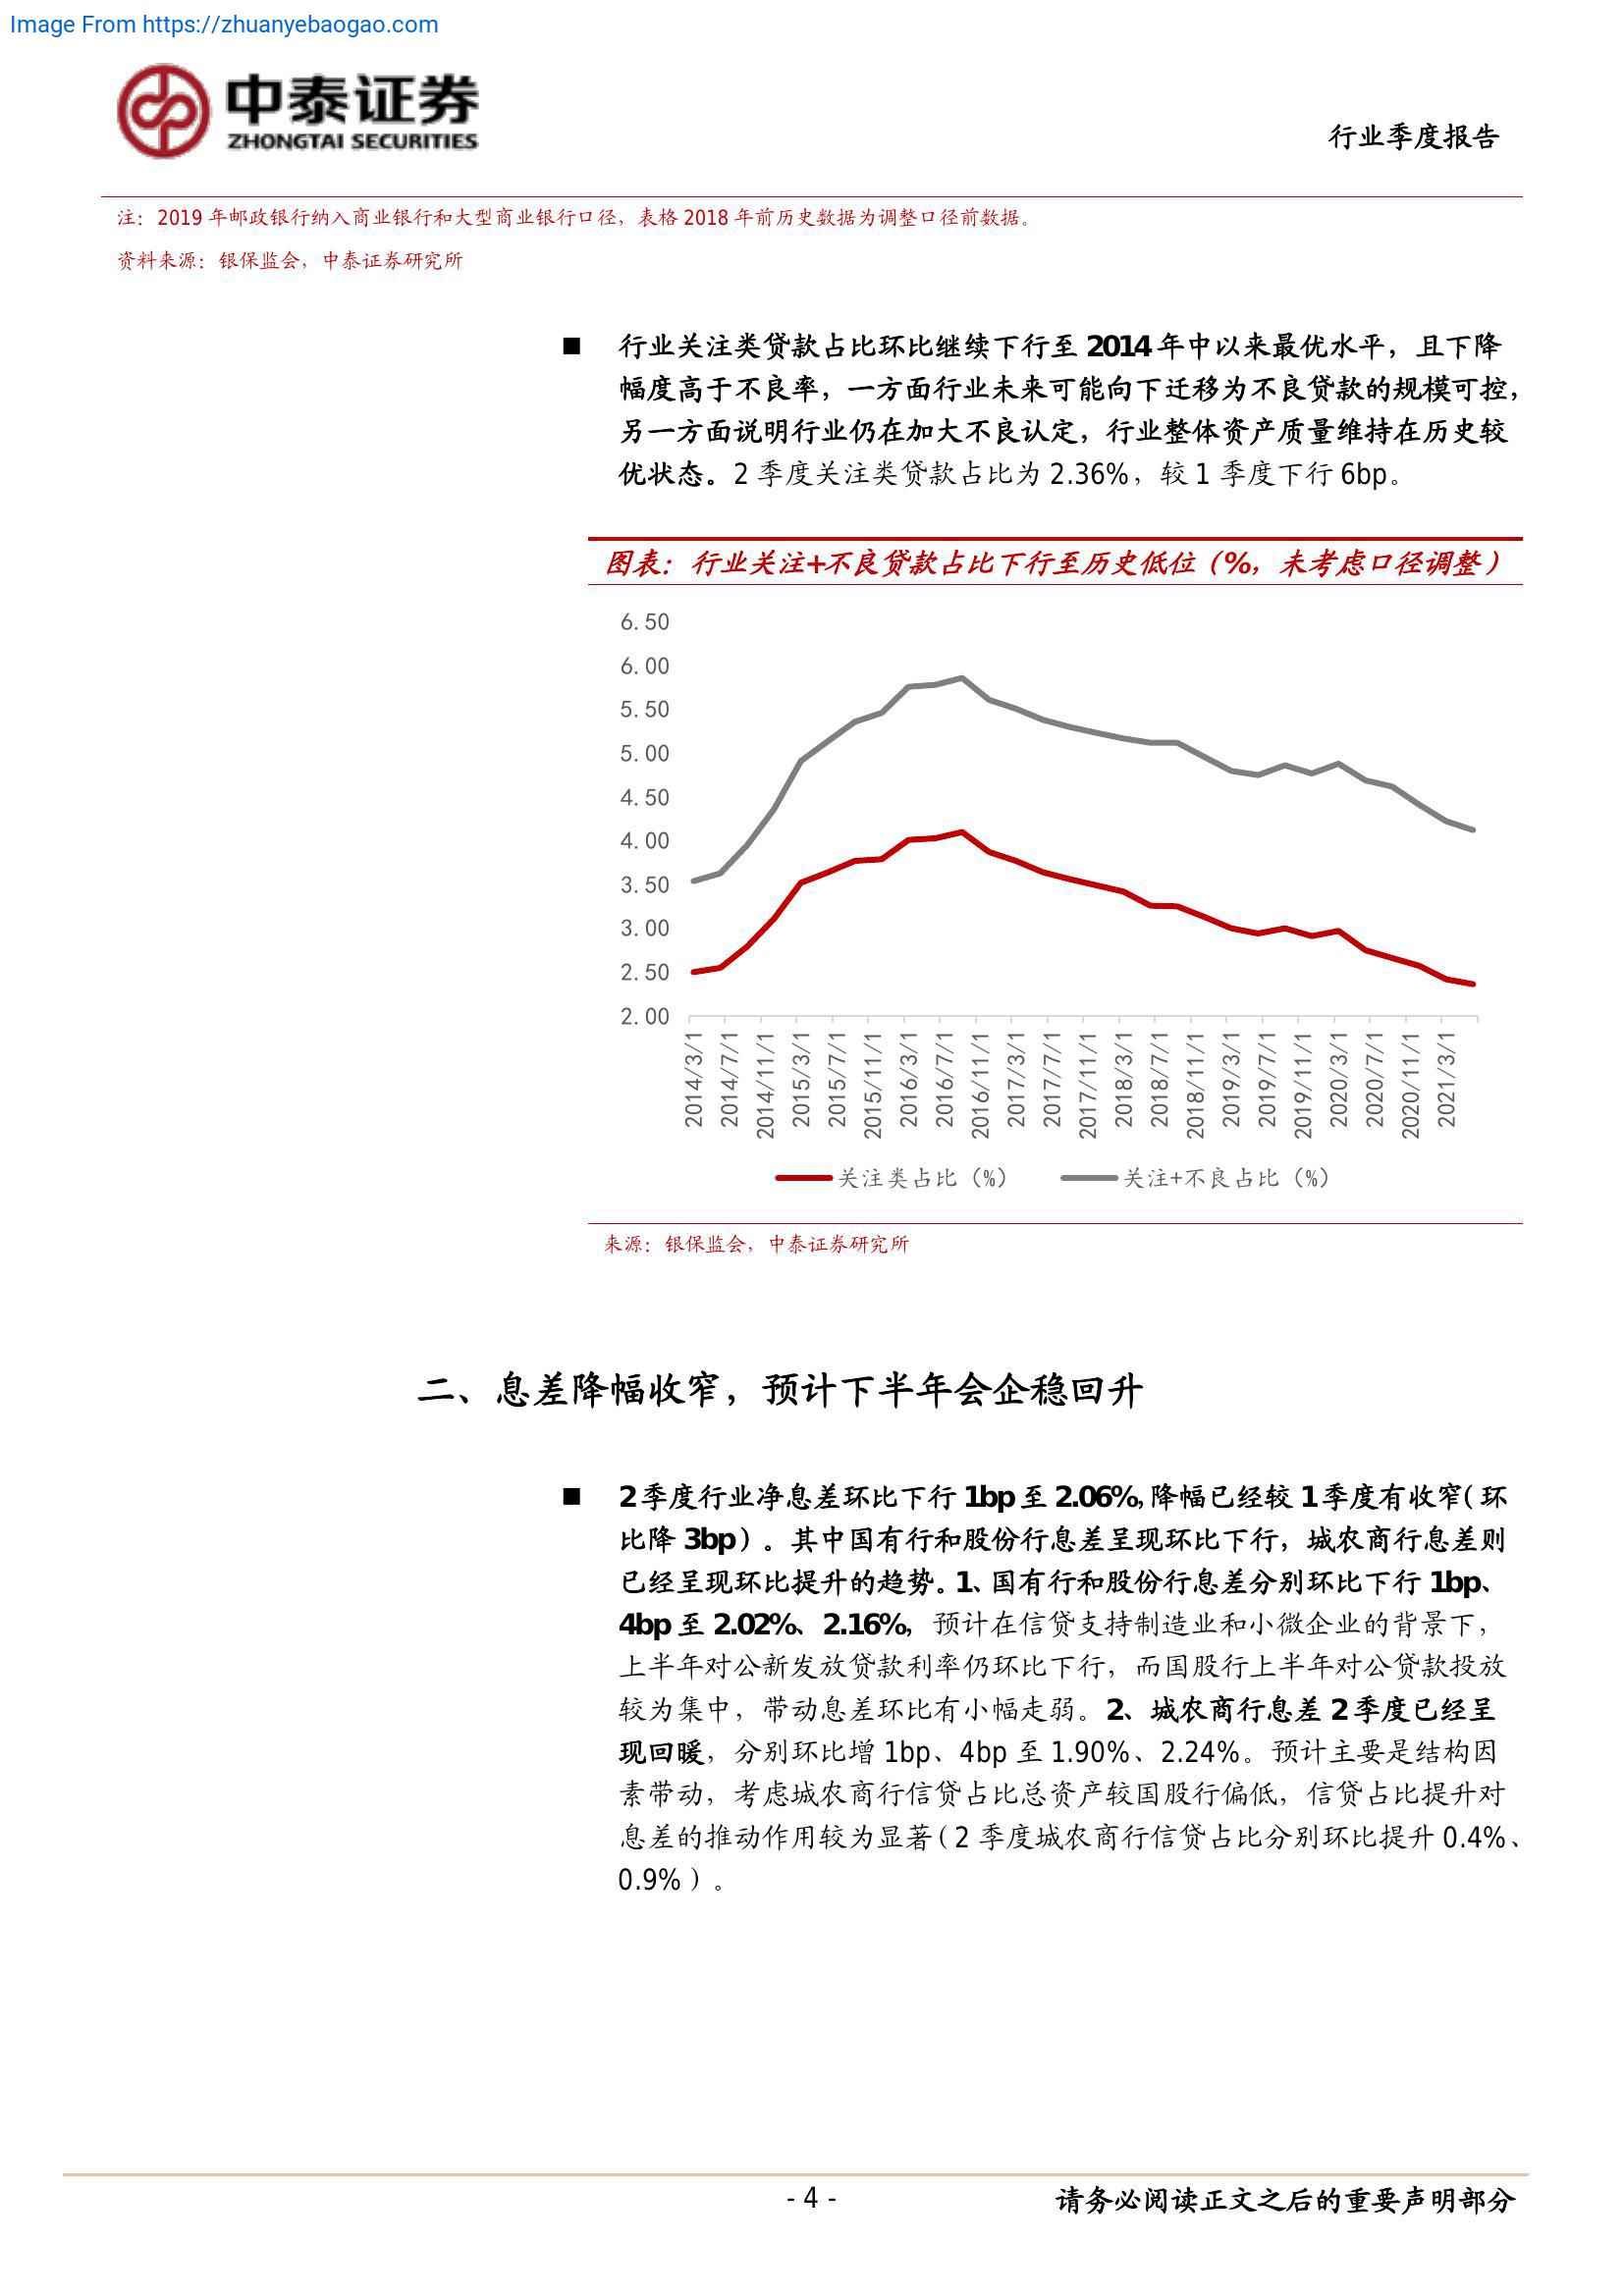 Image From https://zhuanyebaogao.com
中泰证券
ZHONGTAI SECURITIES
行业季度报告
注：2019 年邮政银行纳入商业银行和大型商业银行口径，表格 2018 年前历史数据为调整口径前数据。
资料来源：银保监会，中泰证券研究所
■ 行业关注类贷款占比环比继续下行至 2014 年中以来最优水平，且下降
幅度高于不良率，一方面行业未来可能向下迁移为不良贷款的规模可控，
另一方面说明行业仍在加大不良认定，行业整体资产质量维持在历史较
优状态。2 季度关注类贷款占比为 2.36%，较 1 季度下行 6bp。
图表：行业关注+不良贷款占比下行至历史低位（%，未考虑口径调整）
6.50
6.00
5.50
5.00
4.50
4.00
3.50
3.00
2.50
2.00
2014/3/1
2014/7/1
2014/11/1
2015/3/1
2015/7/1
2015/11/1
2016/3/1
2016/7/1
2016/11/1
2017/3/1
2017/7/1
2017/11/1
2018/3/1
2018/7/1
2018/11/1
2019/3/1
2019/7/1
2019/11/1
2020/3/1
2020/7/1
2020/11/1
2021/3/1
关注类占比（%） 关注+不良占比（%）
来源：银保监会，中泰证券研究所
二、息差降幅收窄，预计下半年会企稳回升
■ 2 季度行业净息差环比下行 1bp 至 2.06%，降幅已经较 1 季度有收窄（环
比降 3bp）。其中国有行和股份行息差呈现环比下行，城农商行息差则
已经呈现环比提升的趋势。1、国有行和股份行息差分别环比下行 1bp、
4bp 至 2.02%、2.16%，预计在信贷支持制造业和小微企业的背景下，
上半年对公新发放贷款利率仍环比下行，而国股行上半年对公贷款投放
较为集中，带动息差环比有小幅走弱。2、城农商行息差 2 季度已经呈
现回暖，分别环比增 1bp、4bp 至 1.90%、2.24%。预计主要是结构因
素带动，考虑城农商行信贷占比总资产较国股行偏低，信贷占比提升对
息差的推动作用较为显著（2 季度城农商行信贷占比分别环比提升 0.4%、
0.9%）。
- 4 -
请务必阅读正文之后的重要声明部分